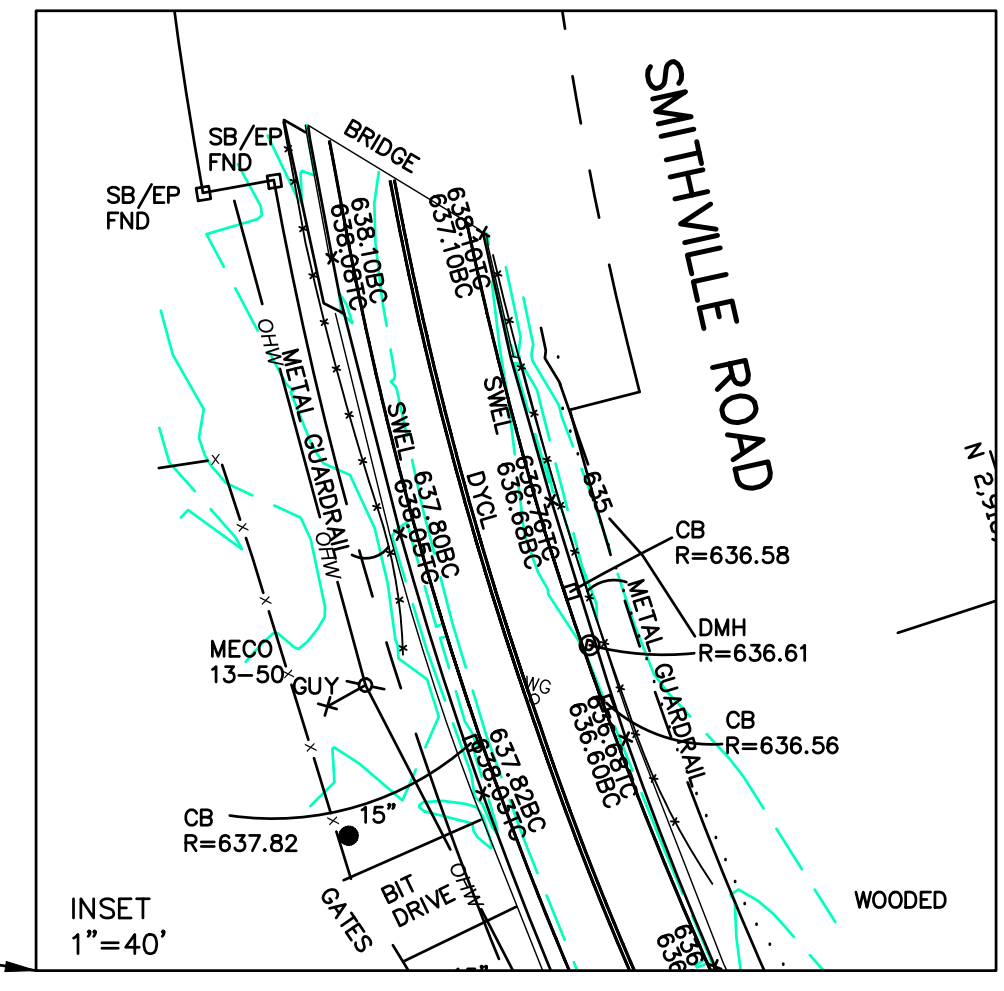 SMITHVILLE ROAD
BRIDGE
SB/EP
FND
SB/EP
FND
638.10BC
638.08TC
638.10TC
637.10BC
OHW
METAL GUARDRAIL
OHW
SWEL
SWEL
DYCL
637.80BC
638.05TC
636.76TC
636.68BC
635
CB
R=636.58
METAL GUARDRAIL
DMH
R=636.61
MECO
13-50
GUY
WG
CB
R=636.56
636.68TC
636.60BC
637.82BC
638.03TC
CB
R=637.82
15"
BIT
DRIVE
OHW
GATES
WOODED
INSET
1"=40'
636
636